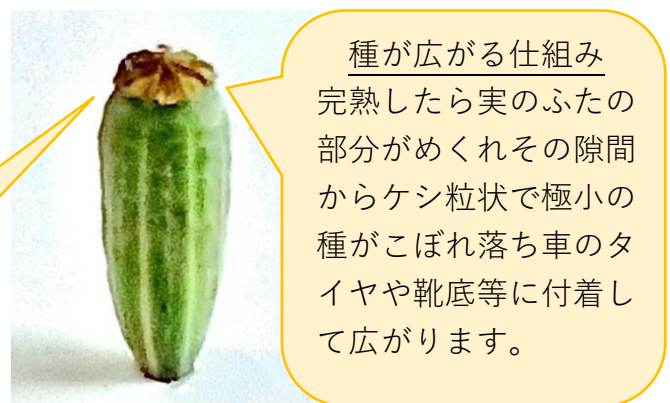 種が広がる仕組み
完熟したら実のふたの
部分がめくれその隙間
からケシ粒状で極小の
種がこぼれ落ち車のタ
イヤや靴底等に付着し
て広がります。